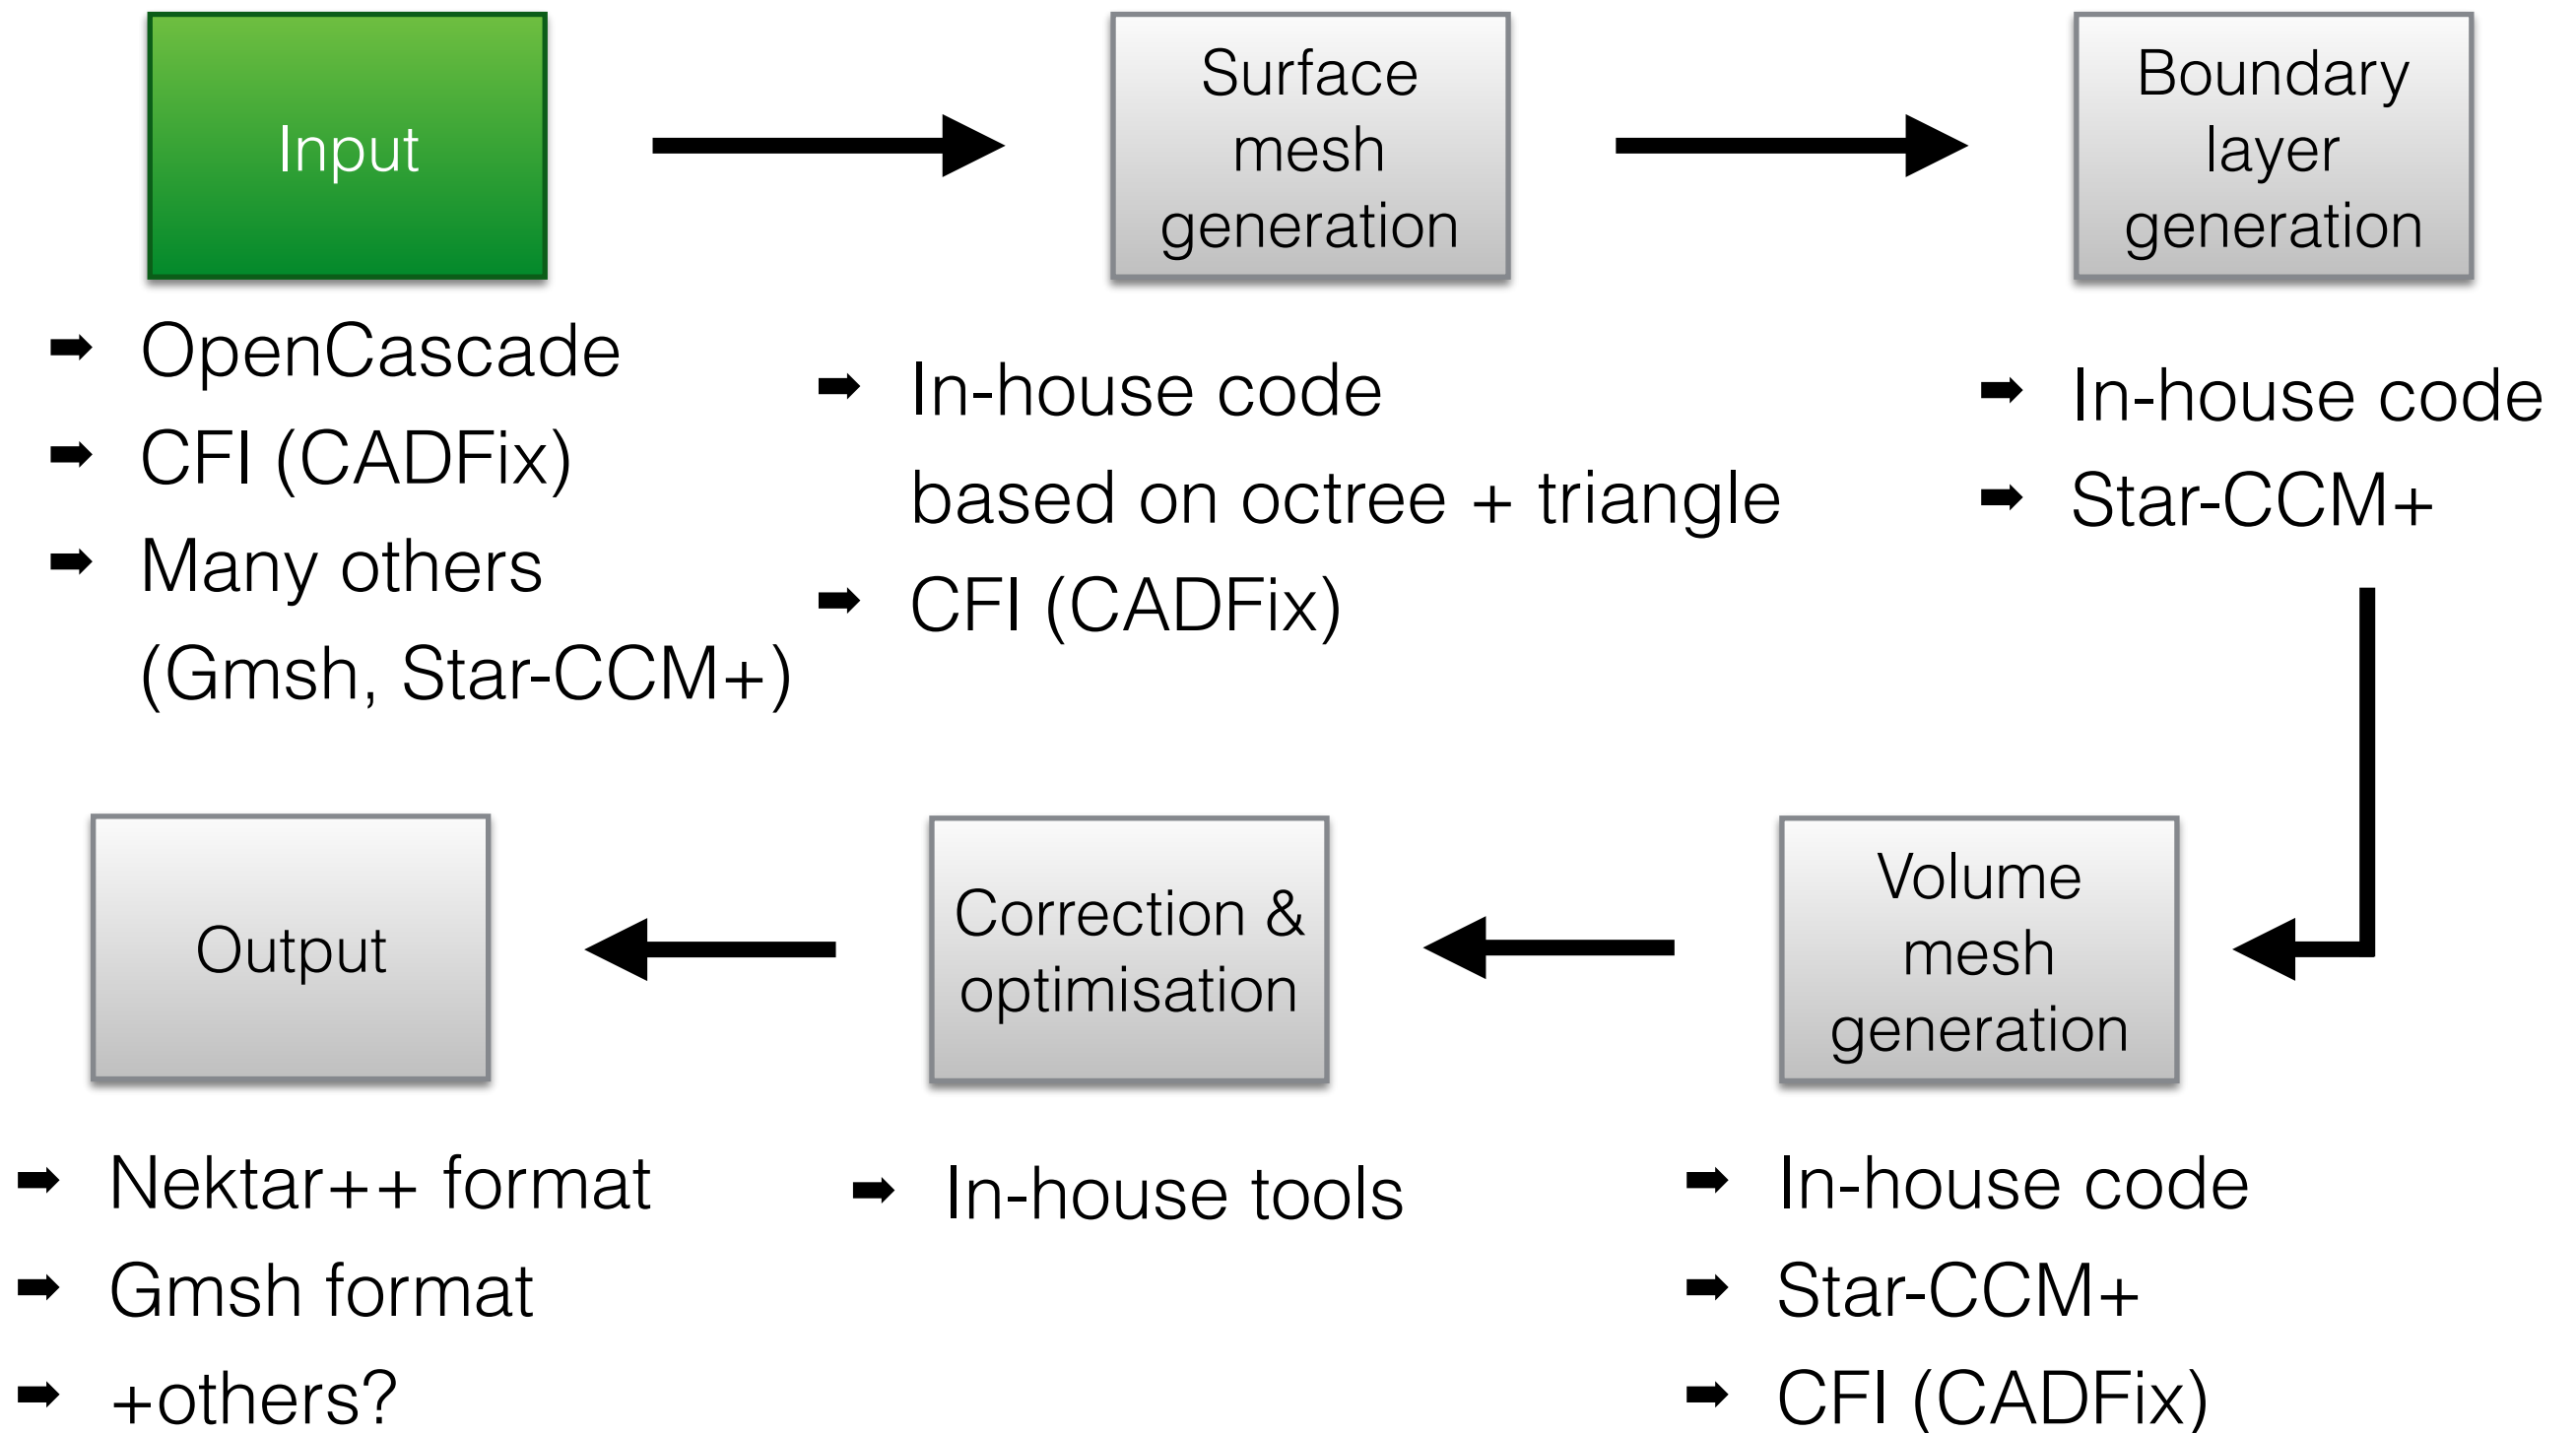 Input
Surface
mesh
generation
Boundary
layer
generation
OpenCascade
CFI (CADFix)
Many others
(Gmsh, Star-CCM+)
In-house code
based on octree + triangle
CFI (CADFix)
In-house code
Star-CCM+
Output
Correction &
optimisation
Volume
mesh
generation
Nektar++ format
Gmsh format
+others?
In-house tools
In-house code
Star-CCM+
CFI (CADFix)